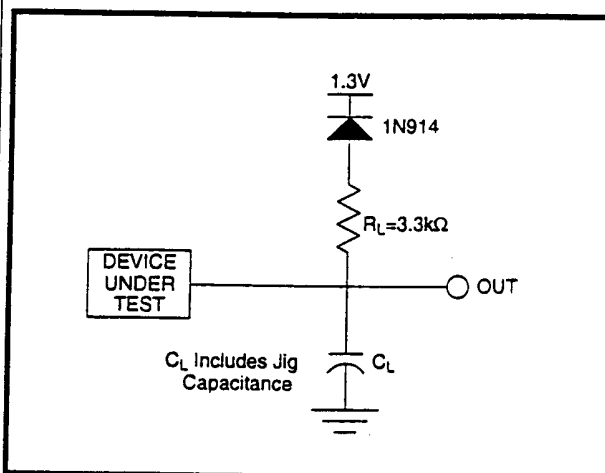 1.3V
1N914
R_L=3.3kΩ
DEVICE
UNDER
TEST
OUT
C_L Includes Jig
Capacitance
C_L